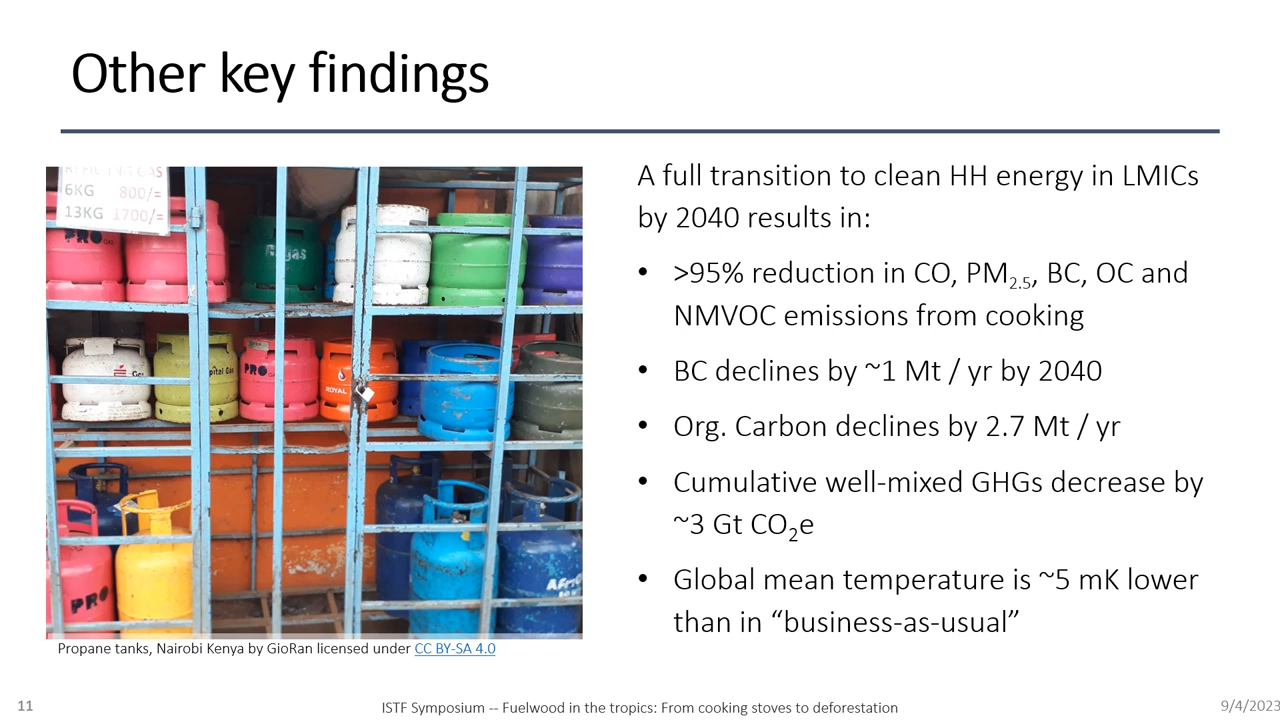 Other key findings
6KG 800/=
13KG 1700/=
PRO
gas
PRO
ROYAL
PRO
Propane tanks, Nairobi Kenya by GioRan licensed under CC BY-SA 4.0
A full transition to clean HH energy in LMICs
by 2040 results in:
• >95% reduction in CO, PM2.5, BC, OC and
NMVOC emissions from cooking
• BC declines by ~1 Mt / yr by 2040
• Org. Carbon declines by 2.7 Mt / yr
• Cumulative well-mixed GHGs decrease by
~3 Gt CO2e
• Global mean temperature is ~5 mK lower
than in “business-as-usual”
11
ISTF Symposium -- Fuelwood in the tropics: From cooking stoves to deforestation
9/4/2023